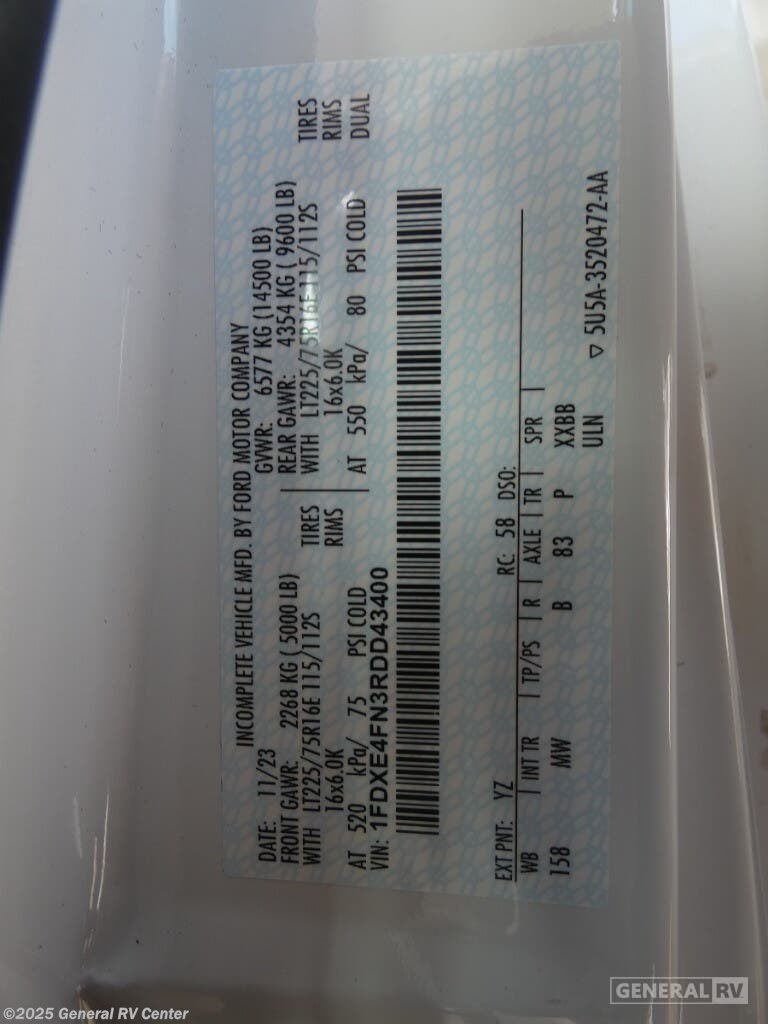 INCOMPLETE VEHICLE MFD. BY FORD MOTOR COMPANY
DATE: 11/23 GVWR: 6577 KG (14500 LB)
FRONT GAWR: 2268 KG ( 5000 LB) REAR GAWR: 4354 KG ( 9600 LB)
WITH LT225/75R16E 115/112S TIRES WITH LT225/75R16E 115/112S TIRES
16x6.0K RIMS 16x6.0K RIMS
AT 520 kPa/ 75 PSI COLD AT 550 kPa/ 80 PSI COLD DUAL
VIN: 1FDXE4FN3RDD43400
EXT PNT: YZ RC: 58 DSO:
WB | INT TR | TP/PS | R | AXLE | TR | SPR |
158 MW B 83 P XXBB
ULN
▽ 5U5A-3520472-AA
GENERAL RV
©2025 General RV Center